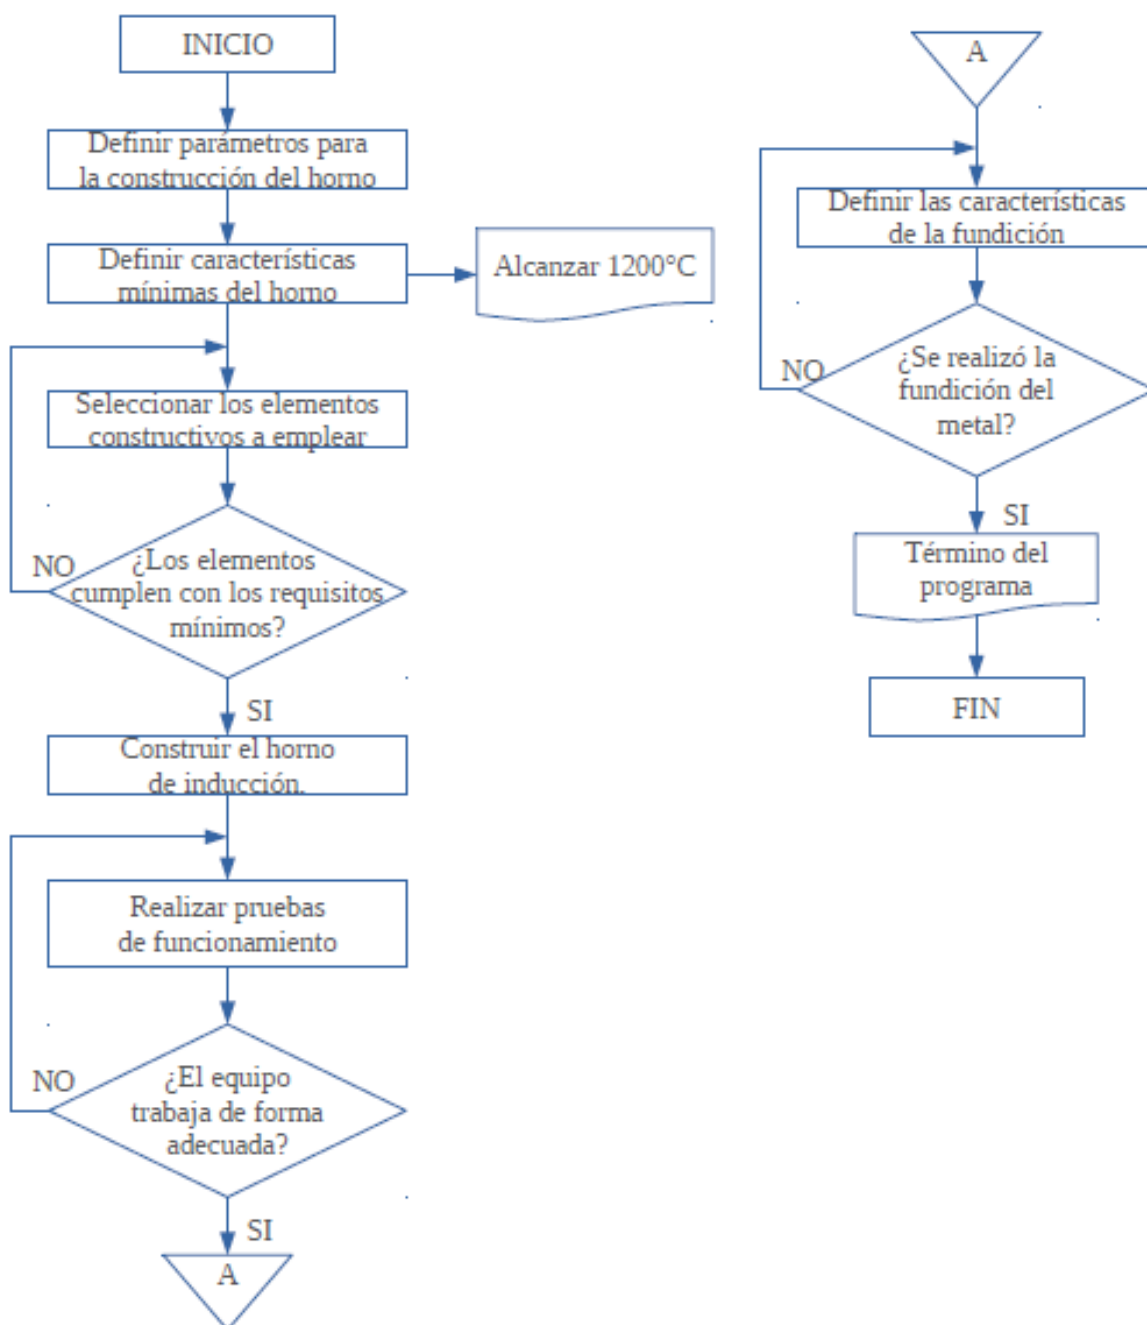 INICIO
Definir parámetros para
la construcción del horno
Definir características
mínimas del horno
Alcanzar 1200°C
Seleccionar los elementos
constructivos a emplear
NO
¿Los elementos
cumplen con los requisitos
mínimos?
SI
Construir el horno
de inducción.
Realizar pruebas
de funcionamiento
NO
¿El equipo
trabaja de forma
adecuada?
SI
A
A
Definir las características
de la fundición
NO
¿Se realizó la
fundición del
metal?
SI
Término del
programa
FIN